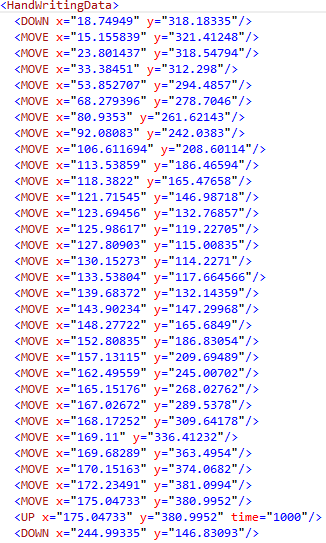 <HandWritingData>
<DOWN x="18.74949" y="318.18335"/>
<MOVE x="15.155839" y="321.41248"/>
<MOVE x="23.801437" y="318.54794"/>
<MOVE x="33.38451" y="312.298"/>
<MOVE x="53.852707" y="294.4857"/>
<MOVE x="68.279396" y="278.7046"/>
<MOVE x="80.9353" y="261.62143"/>
<MOVE x="92.08083" y="242.0383"/>
<MOVE x="106.611694" y="208.60114"/>
<MOVE x="113.53859" y="186.46594"/>
<MOVE x="118.3822" y="165.47658"/>
<MOVE x="121.71545" y="146.98718"/>
<MOVE x="123.69456" y="132.76857"/>
<MOVE x="125.98617" y="119.22705"/>
<MOVE x="127.80903" y="115.00835"/>
<MOVE x="130.15273" y="114.2271"/>
<MOVE x="133.53804" y="117.664566"/>
<MOVE x="139.68372" y="132.14359"/>
<MOVE x="143.90234" y="147.29968"/>
<MOVE x="148.27722" y="165.6849"/>
<MOVE x="152.80835" y="186.83054"/>
<MOVE x="157.13115" y="209.69489"/>
<MOVE x="162.49559" y="245.00702"/>
<MOVE x="165.15176" y="268.02762"/>
<MOVE x="167.02672" y="289.5378"/>
<MOVE x="168.17252" y="309.64178"/>
<MOVE x="169.11" y="336.41232"/>
<MOVE x="169.68289" y="363.4954"/>
<MOVE x="170.15163" y="374.0682"/>
<MOVE x="172.23491" y="381.0994"/>
<MOVE x="175.04733" y="380.9952"/>
<UP x="175.04733" y="380.9952" time="1000"/>
<DOWN x="244.99335" y="146.83093"/>